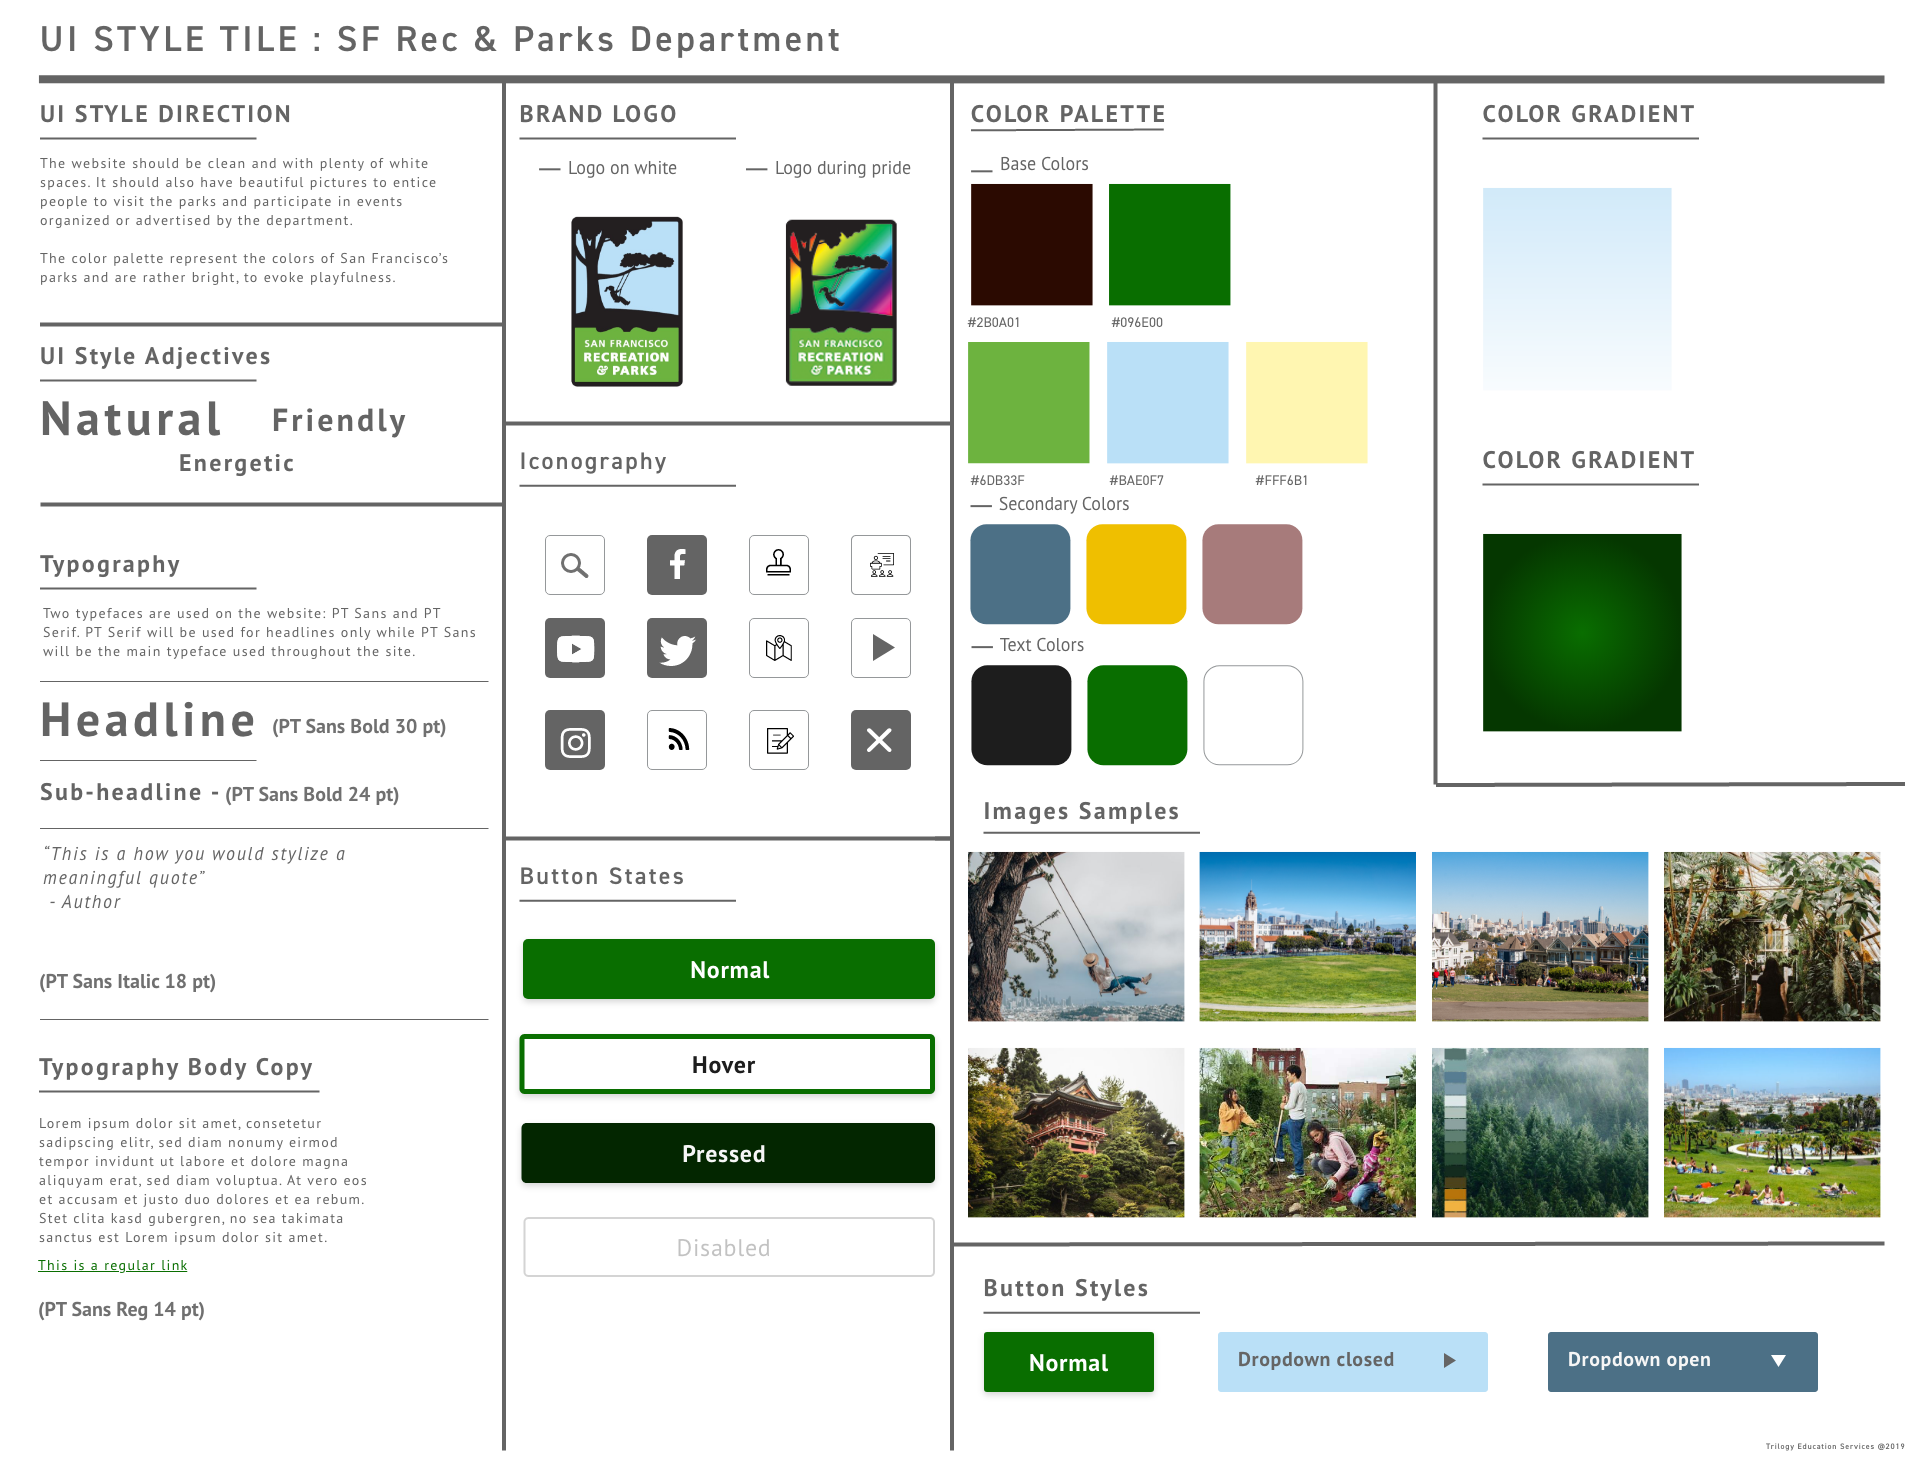 UI STYLE TILE : SF Rec & Parks Department
UI STYLE DIRECTION
The website should be clean and with plenty of white
spaces. It should also have beautiful pictures to entice
people to visit the parks and participate in events
organized or advertised by the department.
The color palette represent the colors of San Francisco's
parks and are rather bright, to evoke playfulness.
UI Style Adjectives
Natural
Friendly
Energetic
Typography
Two typefaces are used on the website: PT Sans and PT
Serif. PT Serif will be used for headlines only while PT Sans
will be the main typeface used throughout the site.
Headline (PT Sans Bold 30 pt)
Sub-headline - (PT Sans Bold 24 pt)
“This is a how you would stylize a
meaningful quote”
- Author
(PT Sans Italic 18 pt)
Typography Body Copy
Lorem ipsum dolor sit amet, consetetur
sadipscing elitr, sed diam nonumy eirmod
tempor invidunt ut labore et dolore magna
aliquyam erat, sed diam voluptua. At vero eos
et accusam et justo duo dolores et ea rebum.
Stet clita kasd gubergren, no sea takimata
sanctus est Lorem ipsum dolor sit amet.
This is a regular link
(PT Sans Reg 14 pt)
BRAND LOGO
Logo on white
Logo during pride
SAN FRANCISCO
RECREATION
& PARKS
SAN FRANCISCO
RECREATION
& PARKS
Iconography
Button States
Normal
Hover
Pressed
Disabled
COLOR PALETTE
Base Colors
#2B0A01
#096E00
#6DB33F
#BAE0F7
#FFF6B1
Secondary Colors
Text Colors
COLOR GRADIENT
COLOR GRADIENT
Images Samples
Button Styles
Normal
Dropdown closed
Dropdown open
Trilogy Education Services @2019